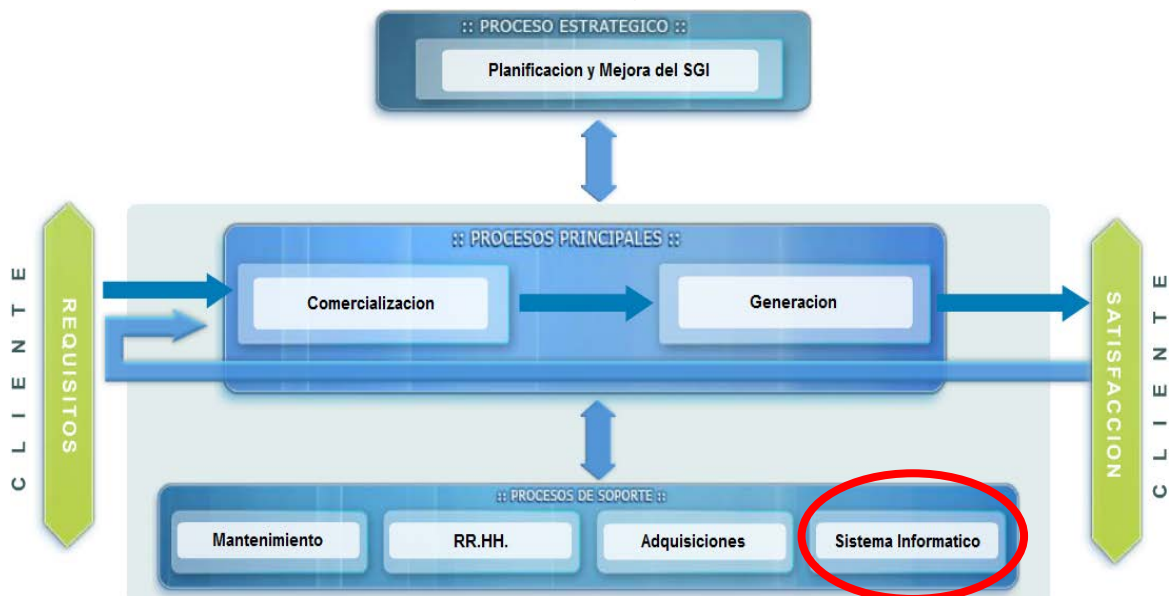 :: PROCESO ESTRATEGICO ::
Planificacion y Mejora del SGI
CLIENTE
REQUISITOS
:: PROCESOS PRINCIPALES ::
Comercializacion
Generacion
SATISFACCION
CLIENTE
:: PROCESOS DE SOPORTE ::
Mantenimiento
RR.HH.
Adquisiciones
Sistema Informatico